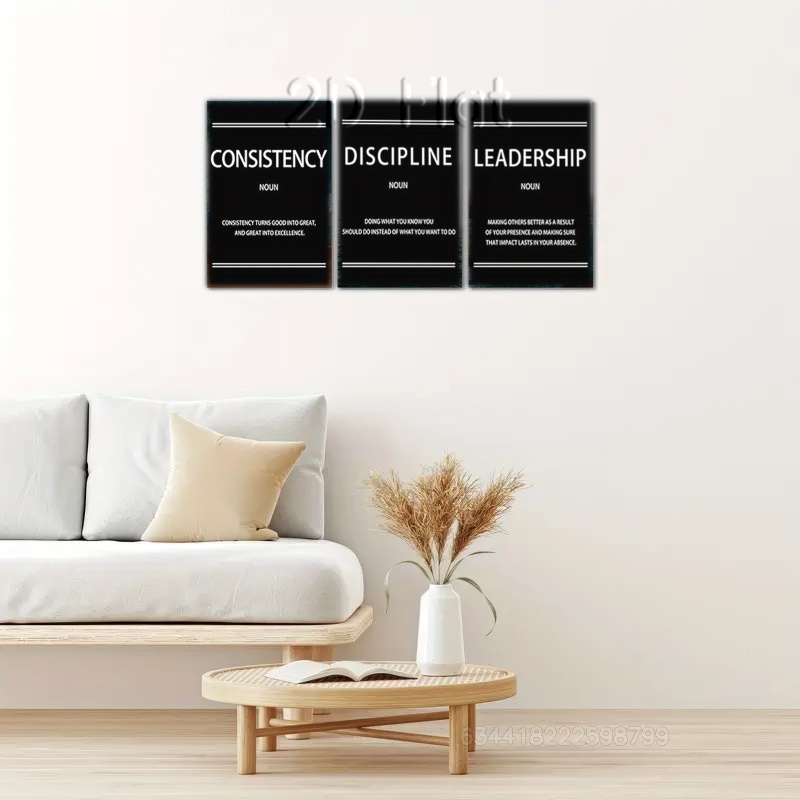 2D Flat
CONSISTENCY
NOUN
CONSISTENCY TURNS GOOD INTO GREAT,
AND GREAT INTO EXCELLENCE.
DISCIPLINE
NOUN
DOING WHAT YOU KNOW YOU
SHOULD DO INSTEAD OF WHAT YOU WANT TO DO
LEADERSHIP
NOUN
MAKING OTHERS BETTER AS A RESULT
OF YOUR PRESENCE AND MAKING SURE
THAT IMPACT LASTS IN YOUR ABSENCE.
6344118222598799